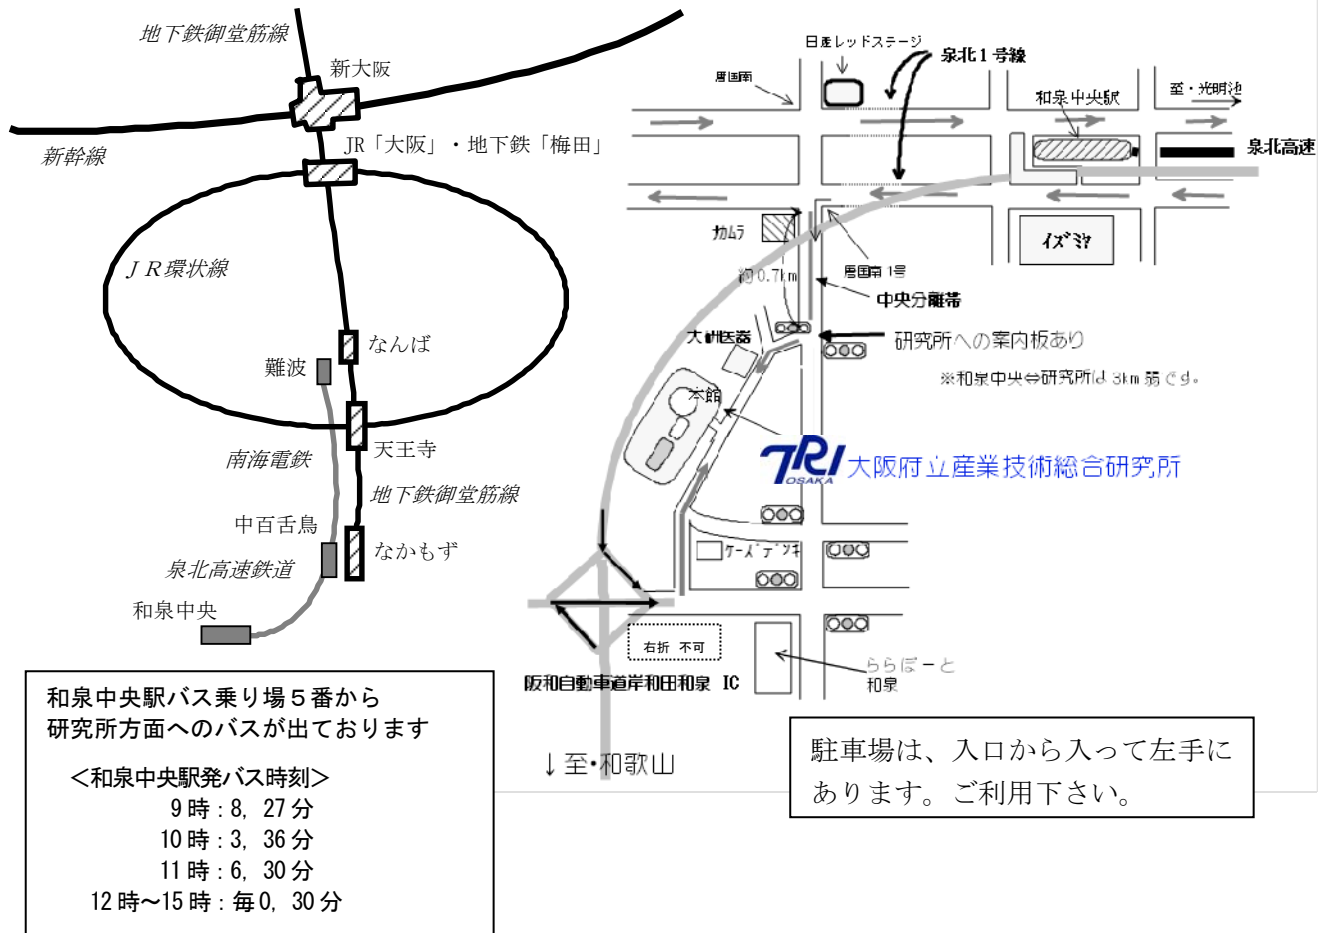 地下鉄御堂筋線
新大阪
新幹線
JR「大阪」・地下鉄「梅田」
ＪＲ環状線
なんば
難波
天王寺
南海電鉄
地下鉄御堂筋線
中百舌鳥
なかもず
泉北高速鉄道
和泉中央
和泉中央駅バス乗り場５番から
研究所方面へのバスが出ております
＜和泉中央駅発バス時刻＞
9時：8, 27分
10時：3, 36分
11時：6, 30分
12時～15時：毎0, 30分
日産レッドステージ
泉北１号線
唐国南
和泉中央駅
至・光明池
泉北高速
ナカムラ
イズミヤ
約0.7km
唐国南1号
中央分離帯
大研医器
研究所への案内板あり
※和泉中央⇔研究所は3km弱です。
本館
TRI
OSAKA
大阪府立産業技術総合研究所
ケーズデンキ
右折 不可
ららぽーと
和泉
阪和自動車道岸和田和泉 IC
↓至・和歌山
駐車場は、入口から入って左手に
あります。ご利用下さい。